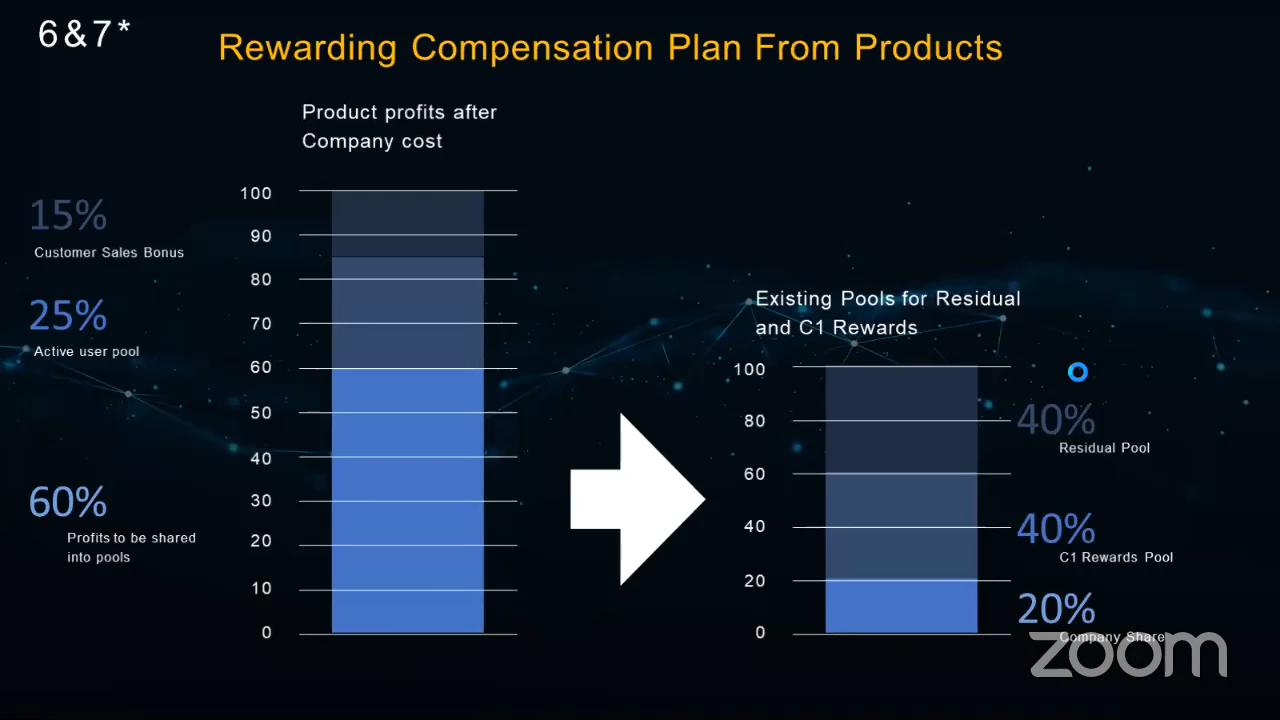 6&7*
Rewarding Compensation Plan From Products
Product profits after
Company cost
15%
Customer Sales Bonus
25%
Active user pool
60%
Profits to be shared
into pools
100
90
80
70
60
50
40
30
20
10
0
Existing Pools for Residual
and C1 Rewards
100
80
60
40
20
0
40%
Residual Pool
40%
C1 Rewards Pool
20%
Company Share
zoom